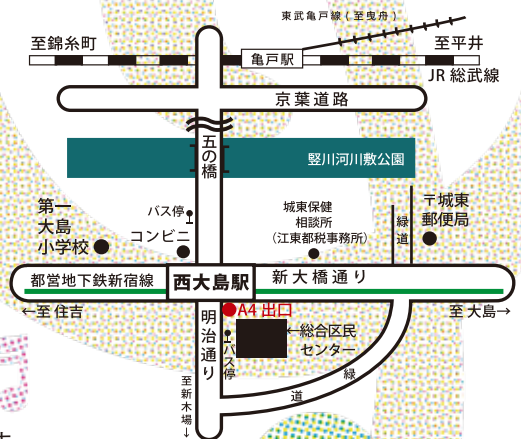 東武亀戸線(至曳舟)
至錦糸町
亀戸駅
至平井
JR 総武線
京葉道路
五の橋
竪川河川敷公園
第一
大島
小学校
バス停
コンビニ
城東保健
相談所
(江東都税事務所)
緑道
〒城東
郵便局
都営地下鉄新宿線
西大島駅
新大橋通り
←至 住吉
至 大島→
明治通り
A4 出口
バス停
←総合区民
センター
緑道
至新木場→